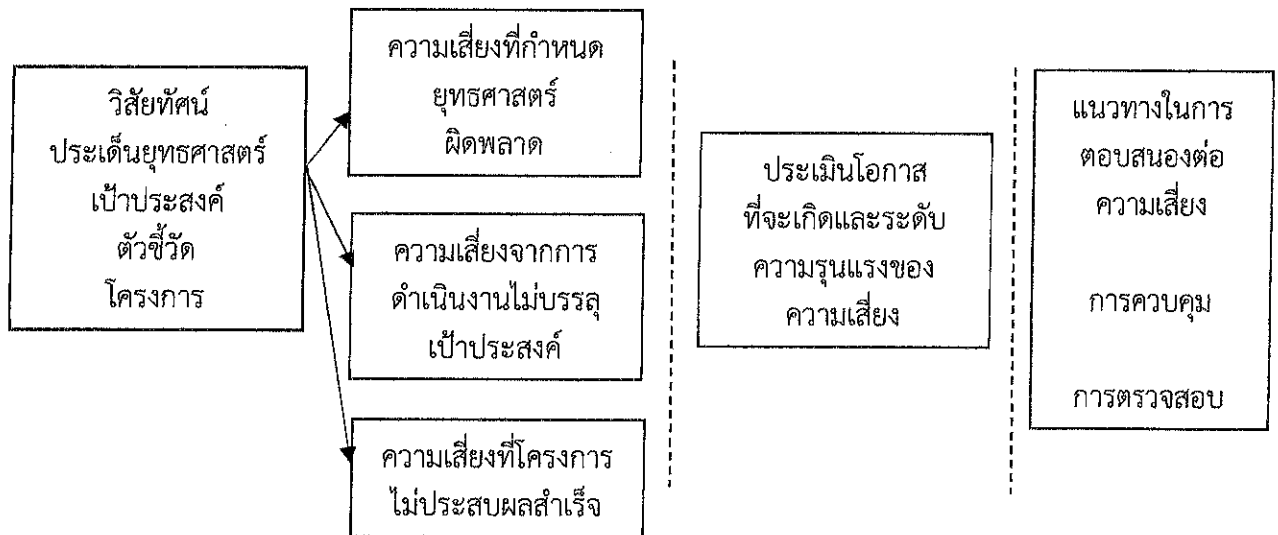 วิสัยทัศน์
ประเด็นยุทธศาสตร์
เป้าประสงค์
ตัวชี้วัด
โครงการ
ความเสี่ยงที่กำหนด
ยุทธศาสตร์
ผิดพลาด
ความเสี่ยงจากการ
ดำเนินงานไม่บรรลุ
เป้าประสงค์
ความเสี่ยงที่โครงการ
ไม่ประสบผลสำเร็จ
ประเมินโอกาส
ที่จะเกิดและระดับ
ความรุนแรงของ
ความเสี่ยง
แนวทางในการ
ตอบสนองต่อ
ความเสี่ยง
การควบคุม
การตรวจสอบ